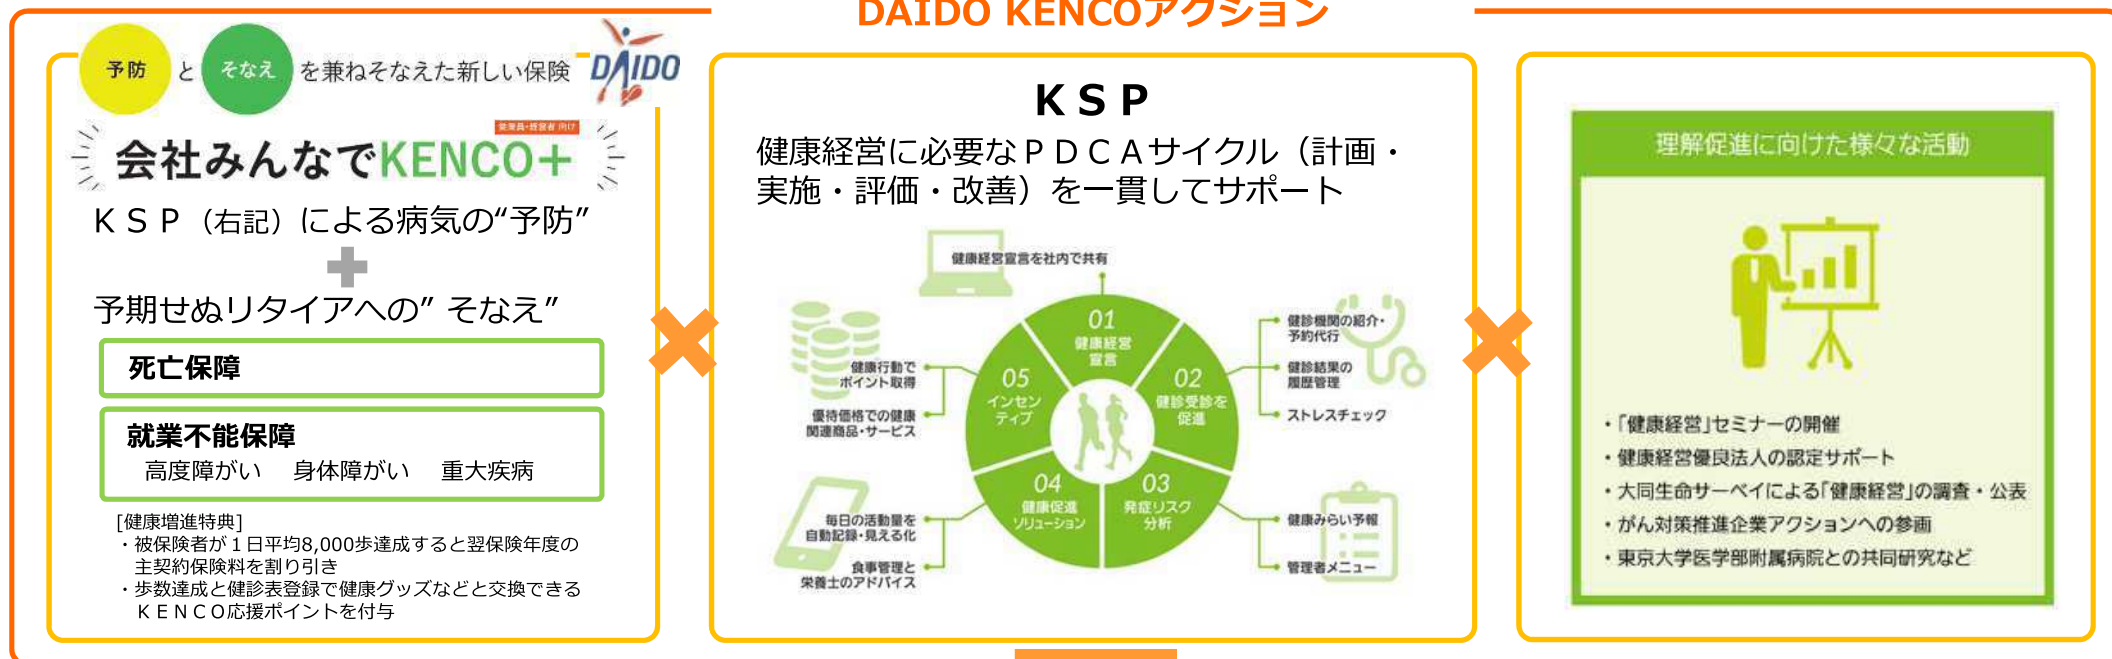 DAIDO KENCOアクション
予防 と そなえ を兼ねそなえた新しい保険 DAIDO
従業員・経営者 向け
会社みんなでKENCO+
ＫＳＰ（右記）による病気の“予防”
予期せぬリタイアへの” そなえ”
死亡保障
就業不能保障
高度障がい 身体障がい 重大疾病
[健康増進特典]
・被保険者が１日平均8,000歩達成すると翌保険年度の
主契約保険料を割り引き
・歩数達成と健診表登録で健康グッズなどと交換できる
ＫＥＮＣＯ応援ポイントを付与
ＫＳＰ
健康経営に必要なＰＤＣＡサイクル（計画・
実施・評価・改善）を一貫してサポート
健康経営宣言を社内で共有
01
健康経営
宣言
02
健診受診を
促進
03
発症リスク
分析
04
健康促進
ソリューション
05
インセン
ティブ
健診機関の紹介・
予約代行
健診結果の
履歴管理
ストレスチェック
健康みらい予報
管理者メニュー
毎日の活動量を
自動記録・見える化
食事管理と
栄養士のアドバイス
健康行動で
ポイント取得
優待価格での健康
関連商品・サービス
理解促進に向けた様々な活動
・「健康経営」セミナーの開催
・健康経営優良法人の認定サポート
・大同生命サーベイによる「健康経営」の調査・公表
・がん対策推進企業アクションへの参画
・東京大学医学部附属病院との共同研究など